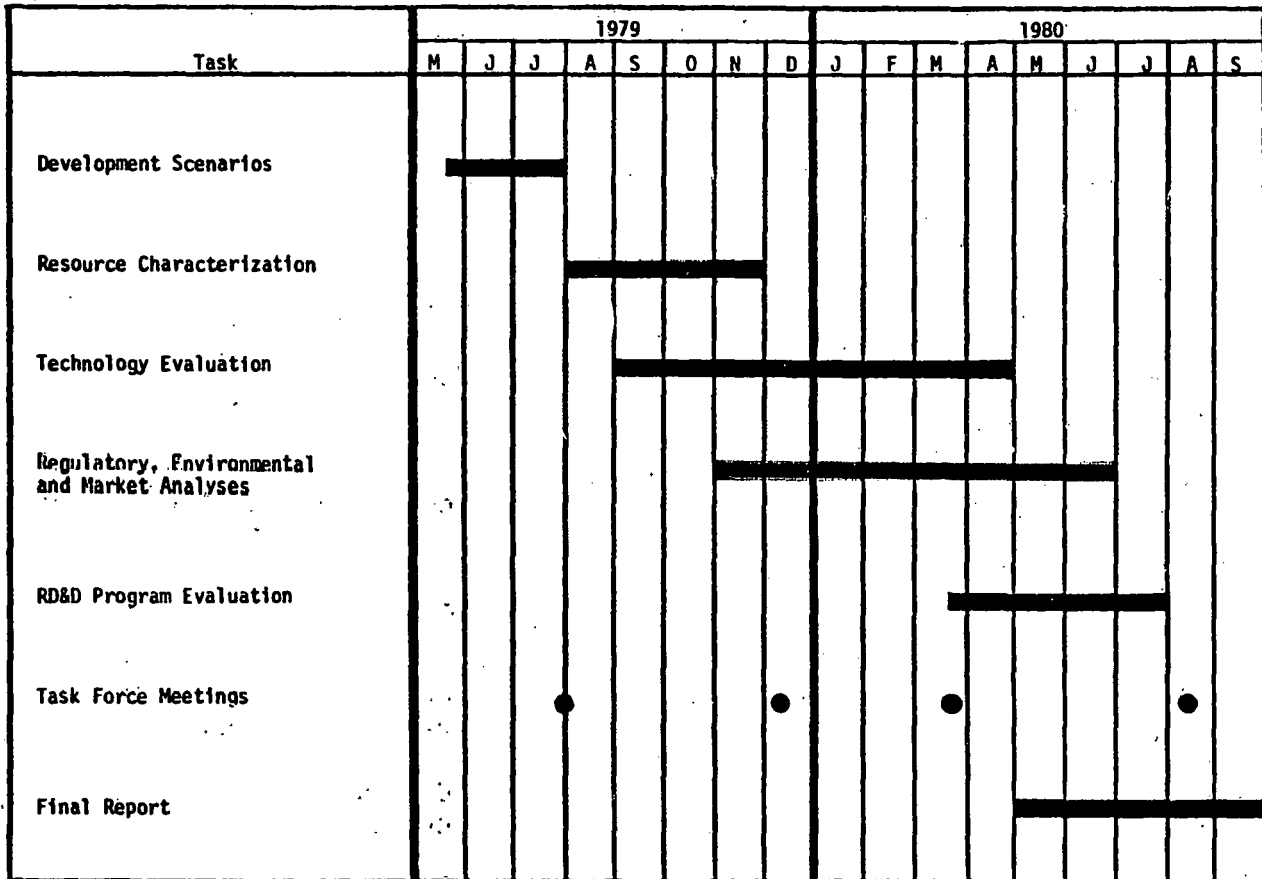 1979 1980
Task M J J A S O N D J F M A M J J A S
Development Scenarios
Resource Characterization
Technology Evaluation
Regulatory, Environmental
and Market Analyses
RD&D Program Evaluation
Task Force Meetings
Final Report